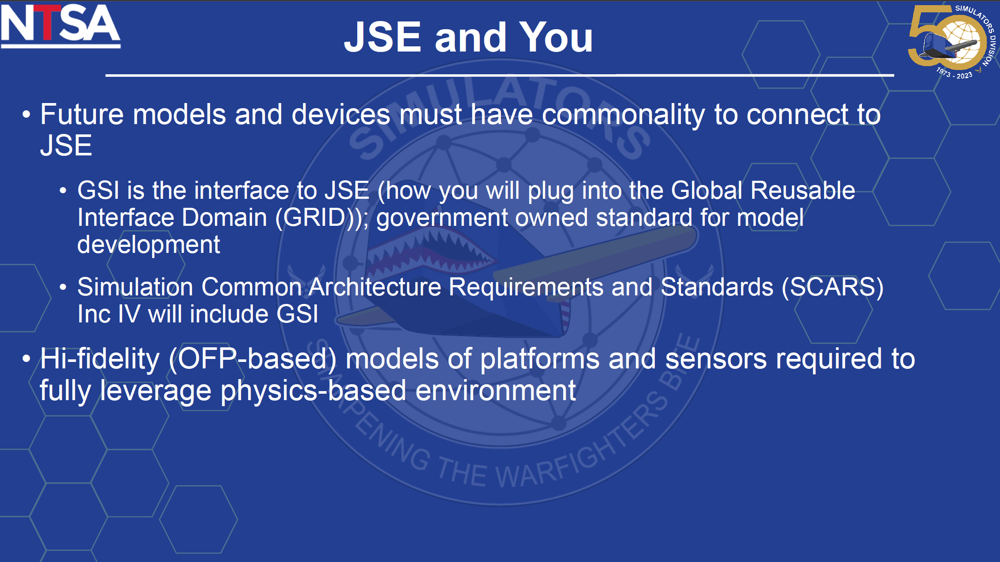 NTSA
JSE and You
SIMULATORS DIVISION
50
1973 - 2023
• Future models and devices must have commonality to connect to
JSE
• GSI is the interface to JSE (how you will plug into the Global Reusable
Interface Domain (GRID)); government owned standard for model
development
• Simulation Common Architecture Requirements and Standards (SCARS)
Inc IV will include GSI
• Hi-fidelity (OFP-based) models of platforms and sensors required to
fully leverage physics-based environment
SIMULATORS
SHARPENING THE WARFIGHTERS BITE